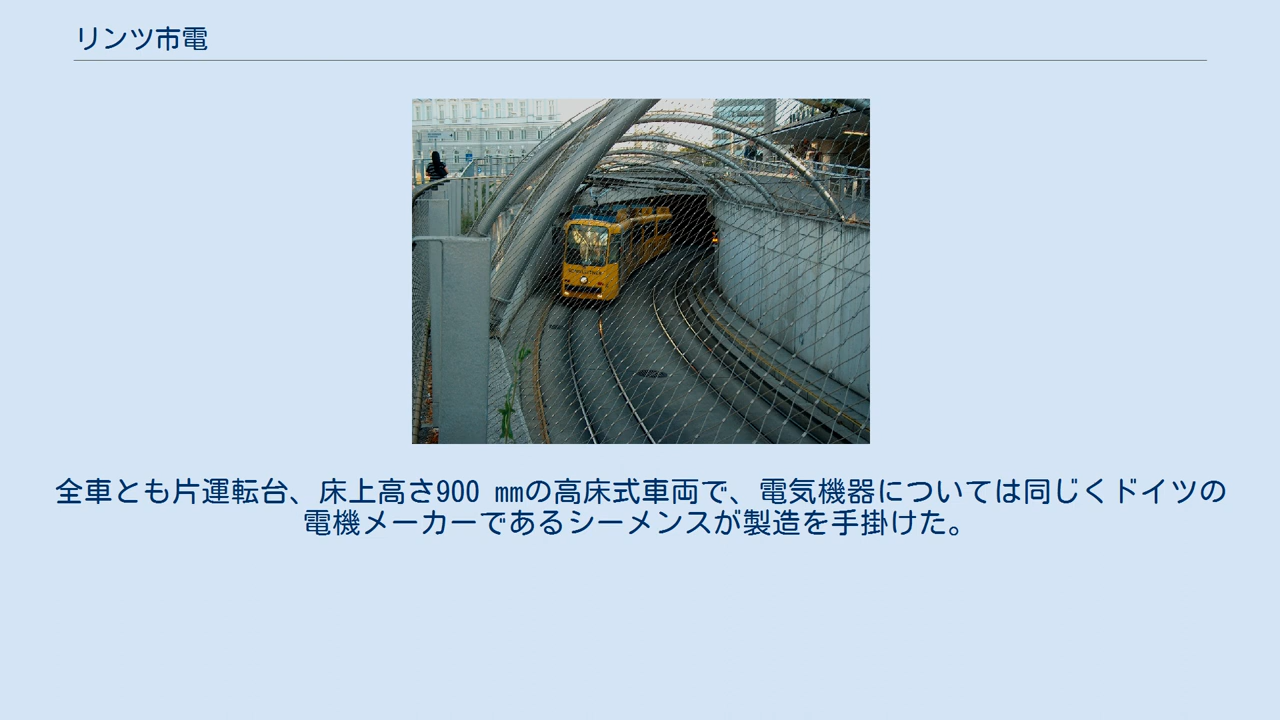 リンツ市電
全車とも片運転台、床上高さ900 mmの高床式車両で、電気機器については同じくドイツの
電機メーカーであるシーメンスが製造を手掛けた。